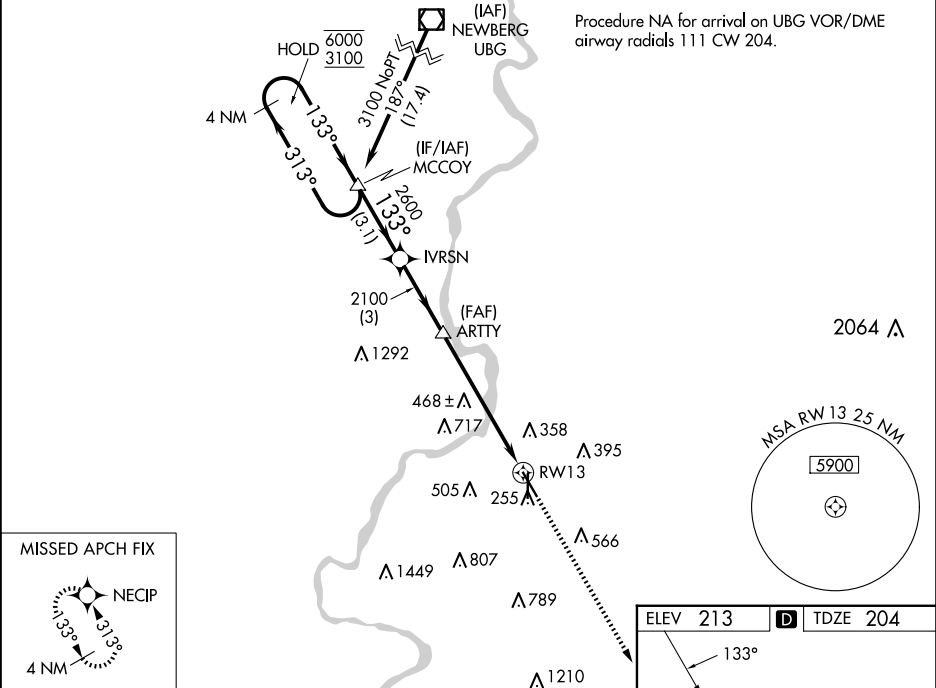 (IAF)
NEWBERG
UBG
Procedure NA for arrival on UBG VOR/DME
airway radials 111 CW 204.
HOLD
6000
3100
4 NM
133°
313°
3100 NoPT
187°
(17.4)
(IF/IAF)
MCCOY
2600
133°
(3.1)
IVRSN
2100
(3)
(FAF)
ARTTY
2064
1292
468 ±
717
358
395
RW13
505
255
566
1449
807
789
1210
MSA RW 13 25 NM
5900
MISSED APCH FIX
NECIP
133°
313°
4 NM
ELEV 213 D TDZE 204
133°